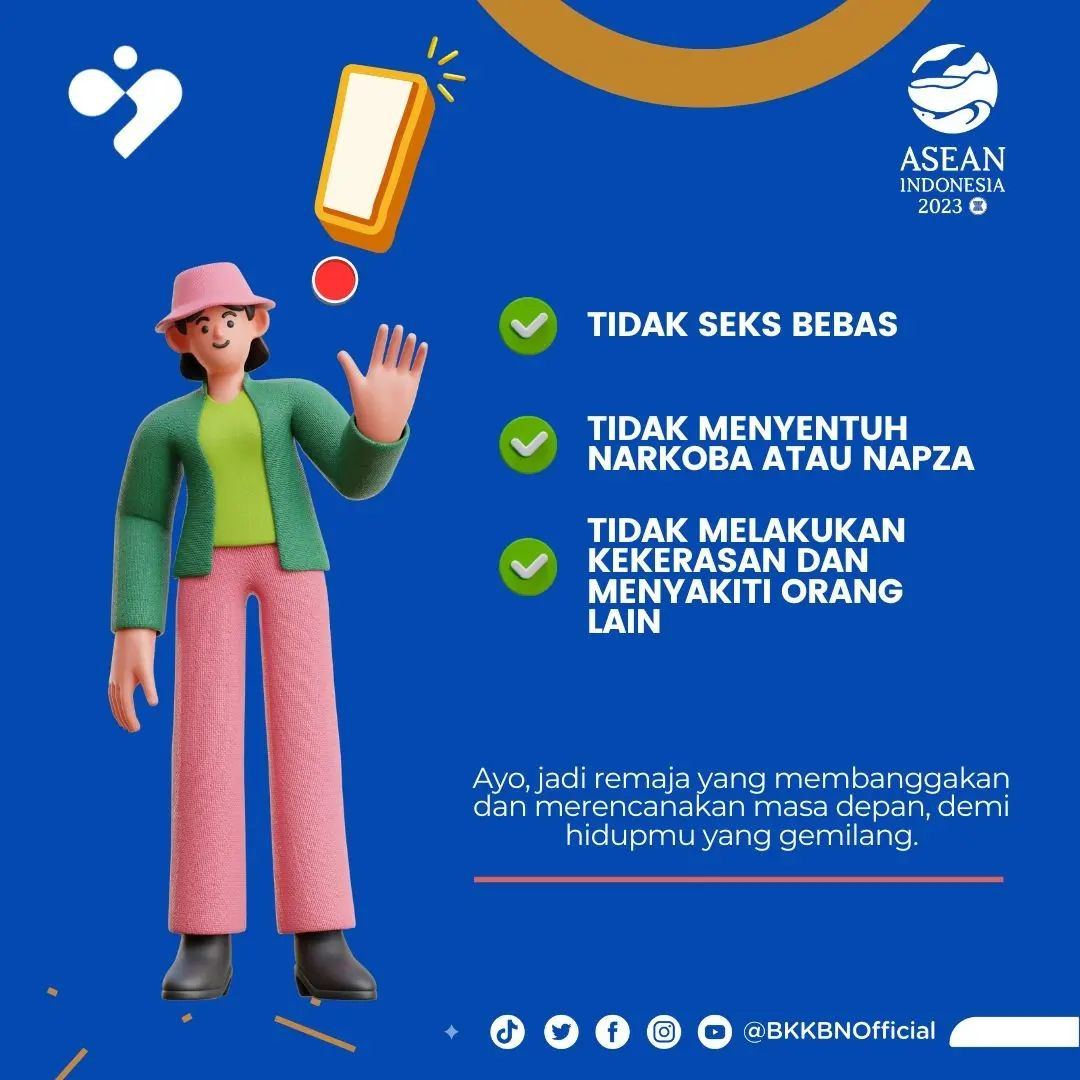 ASEAN
INDONESIA
2023
TIDAK SEKS BEBAS
TIDAK MENYENTUH
NARKOBA ATAU NAPZA
TIDAK MELAKUKAN
KEKERASAN DAN
MENYAKITI ORANG
LAIN
Ayo, jadi remaja yang membanggakan
dan merencanakan masa depan, demi
hidupmu yang gemilang.
@BKKBNOfficial